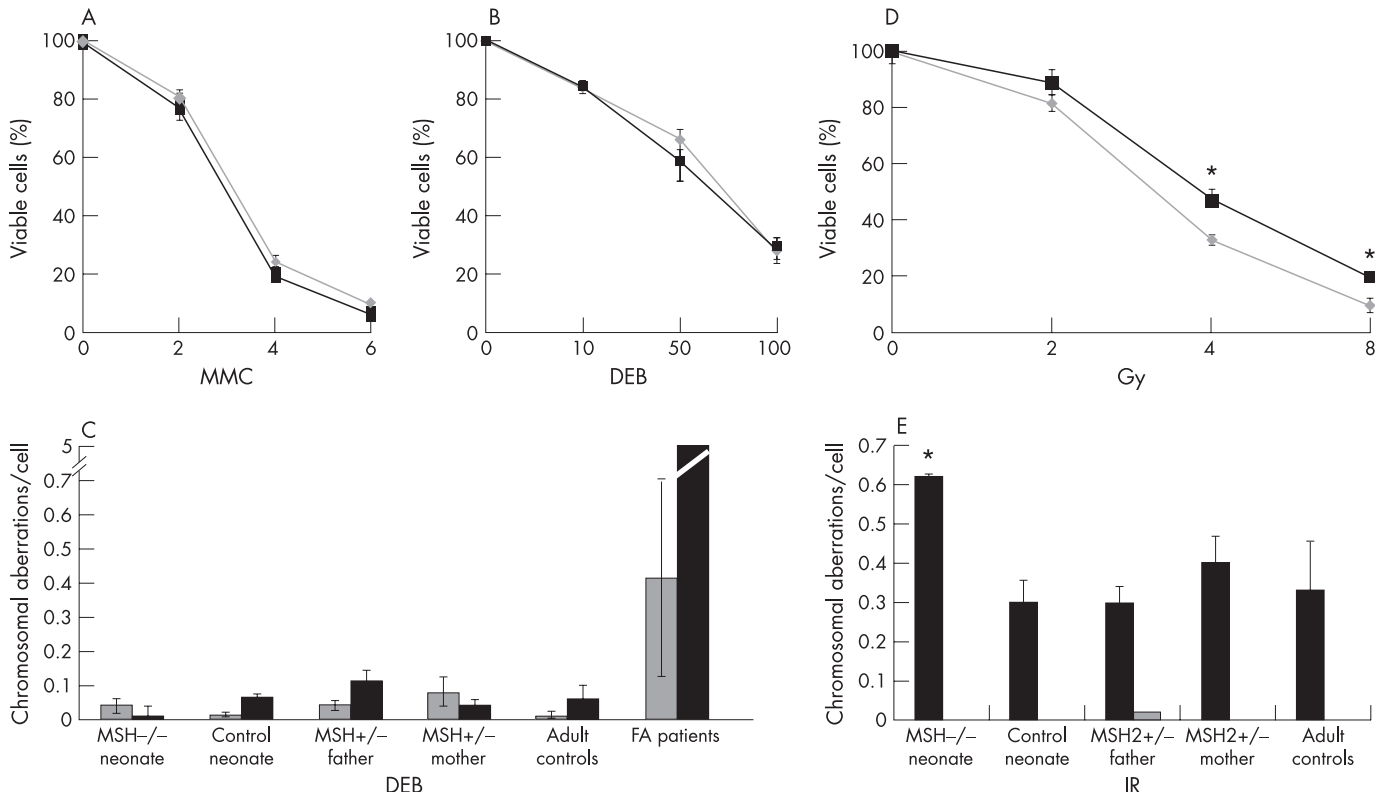 A
100
80
60
40
20
0
Viable cells (%)
0 2 4 6
MMC
B
100
80
60
40
20
0
Viable cells (%)
0 10 50 100
DEB
D
100
80
60
40
20
0
Viable cells (%)
*
*
0 2 4 8
Gy
C
5
0.7
0.6
0.5
0.4
0.3
0.2
0.1
0
Chromosomal aberrations/cell
MSH–/– neonate
Control neonate
MSH+/– father
MSH+/– mother
Adult controls
FA patients
DEB
E
0.7
0.6
0.5
0.4
0.3
0.2
0.1
0
Chromosomal aberrations/cell
*
MSH–/– neonate
Control neonate
MSH2+/– father
MSH2+/– mother
Adult controls
IR